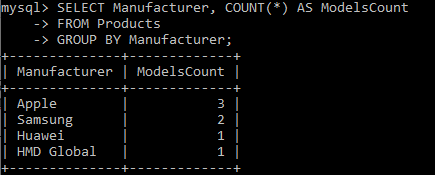 mysql> SELECT Manufacturer, COUNT(*) AS ModelsCount
    -> FROM Products
    -> GROUP BY Manufacturer;
+--------------+-------------+
| Manufacturer | ModelsCount |
+--------------+-------------+
| Apple        |           3 |
| Samsung      |           2 |
| Huawei       |           1 |
| HMD Global   |           1 |
+--------------+-------------+